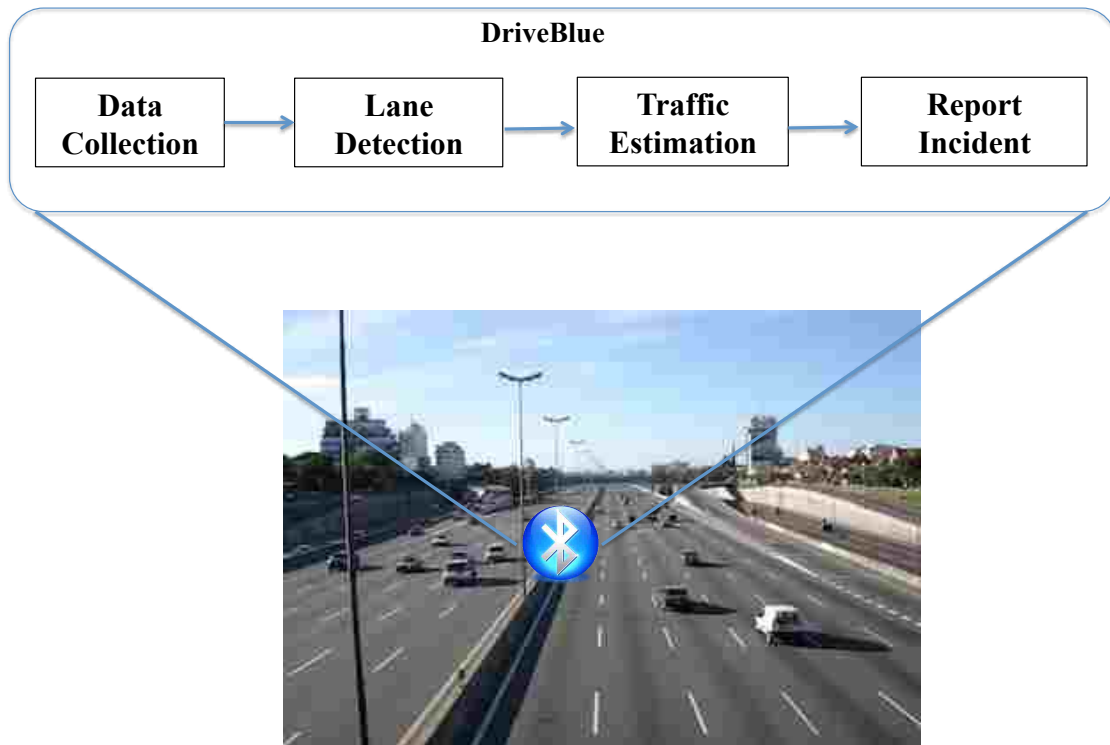 DriveBlue
Data
Collection
Lane
Detection
Traffic
Estimation
Report
Incident